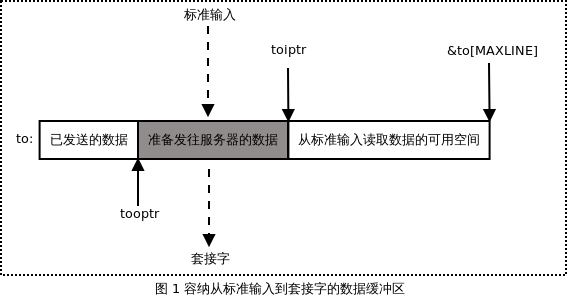 标准输入
toiptr
&to[MAXLINE]
to:
已发送的数据
准备发往服务器的数据
从标准输入读取数据的可用空间
tooptr
套接字
图 1 容纳从标准输入到套接字的数据缓冲区